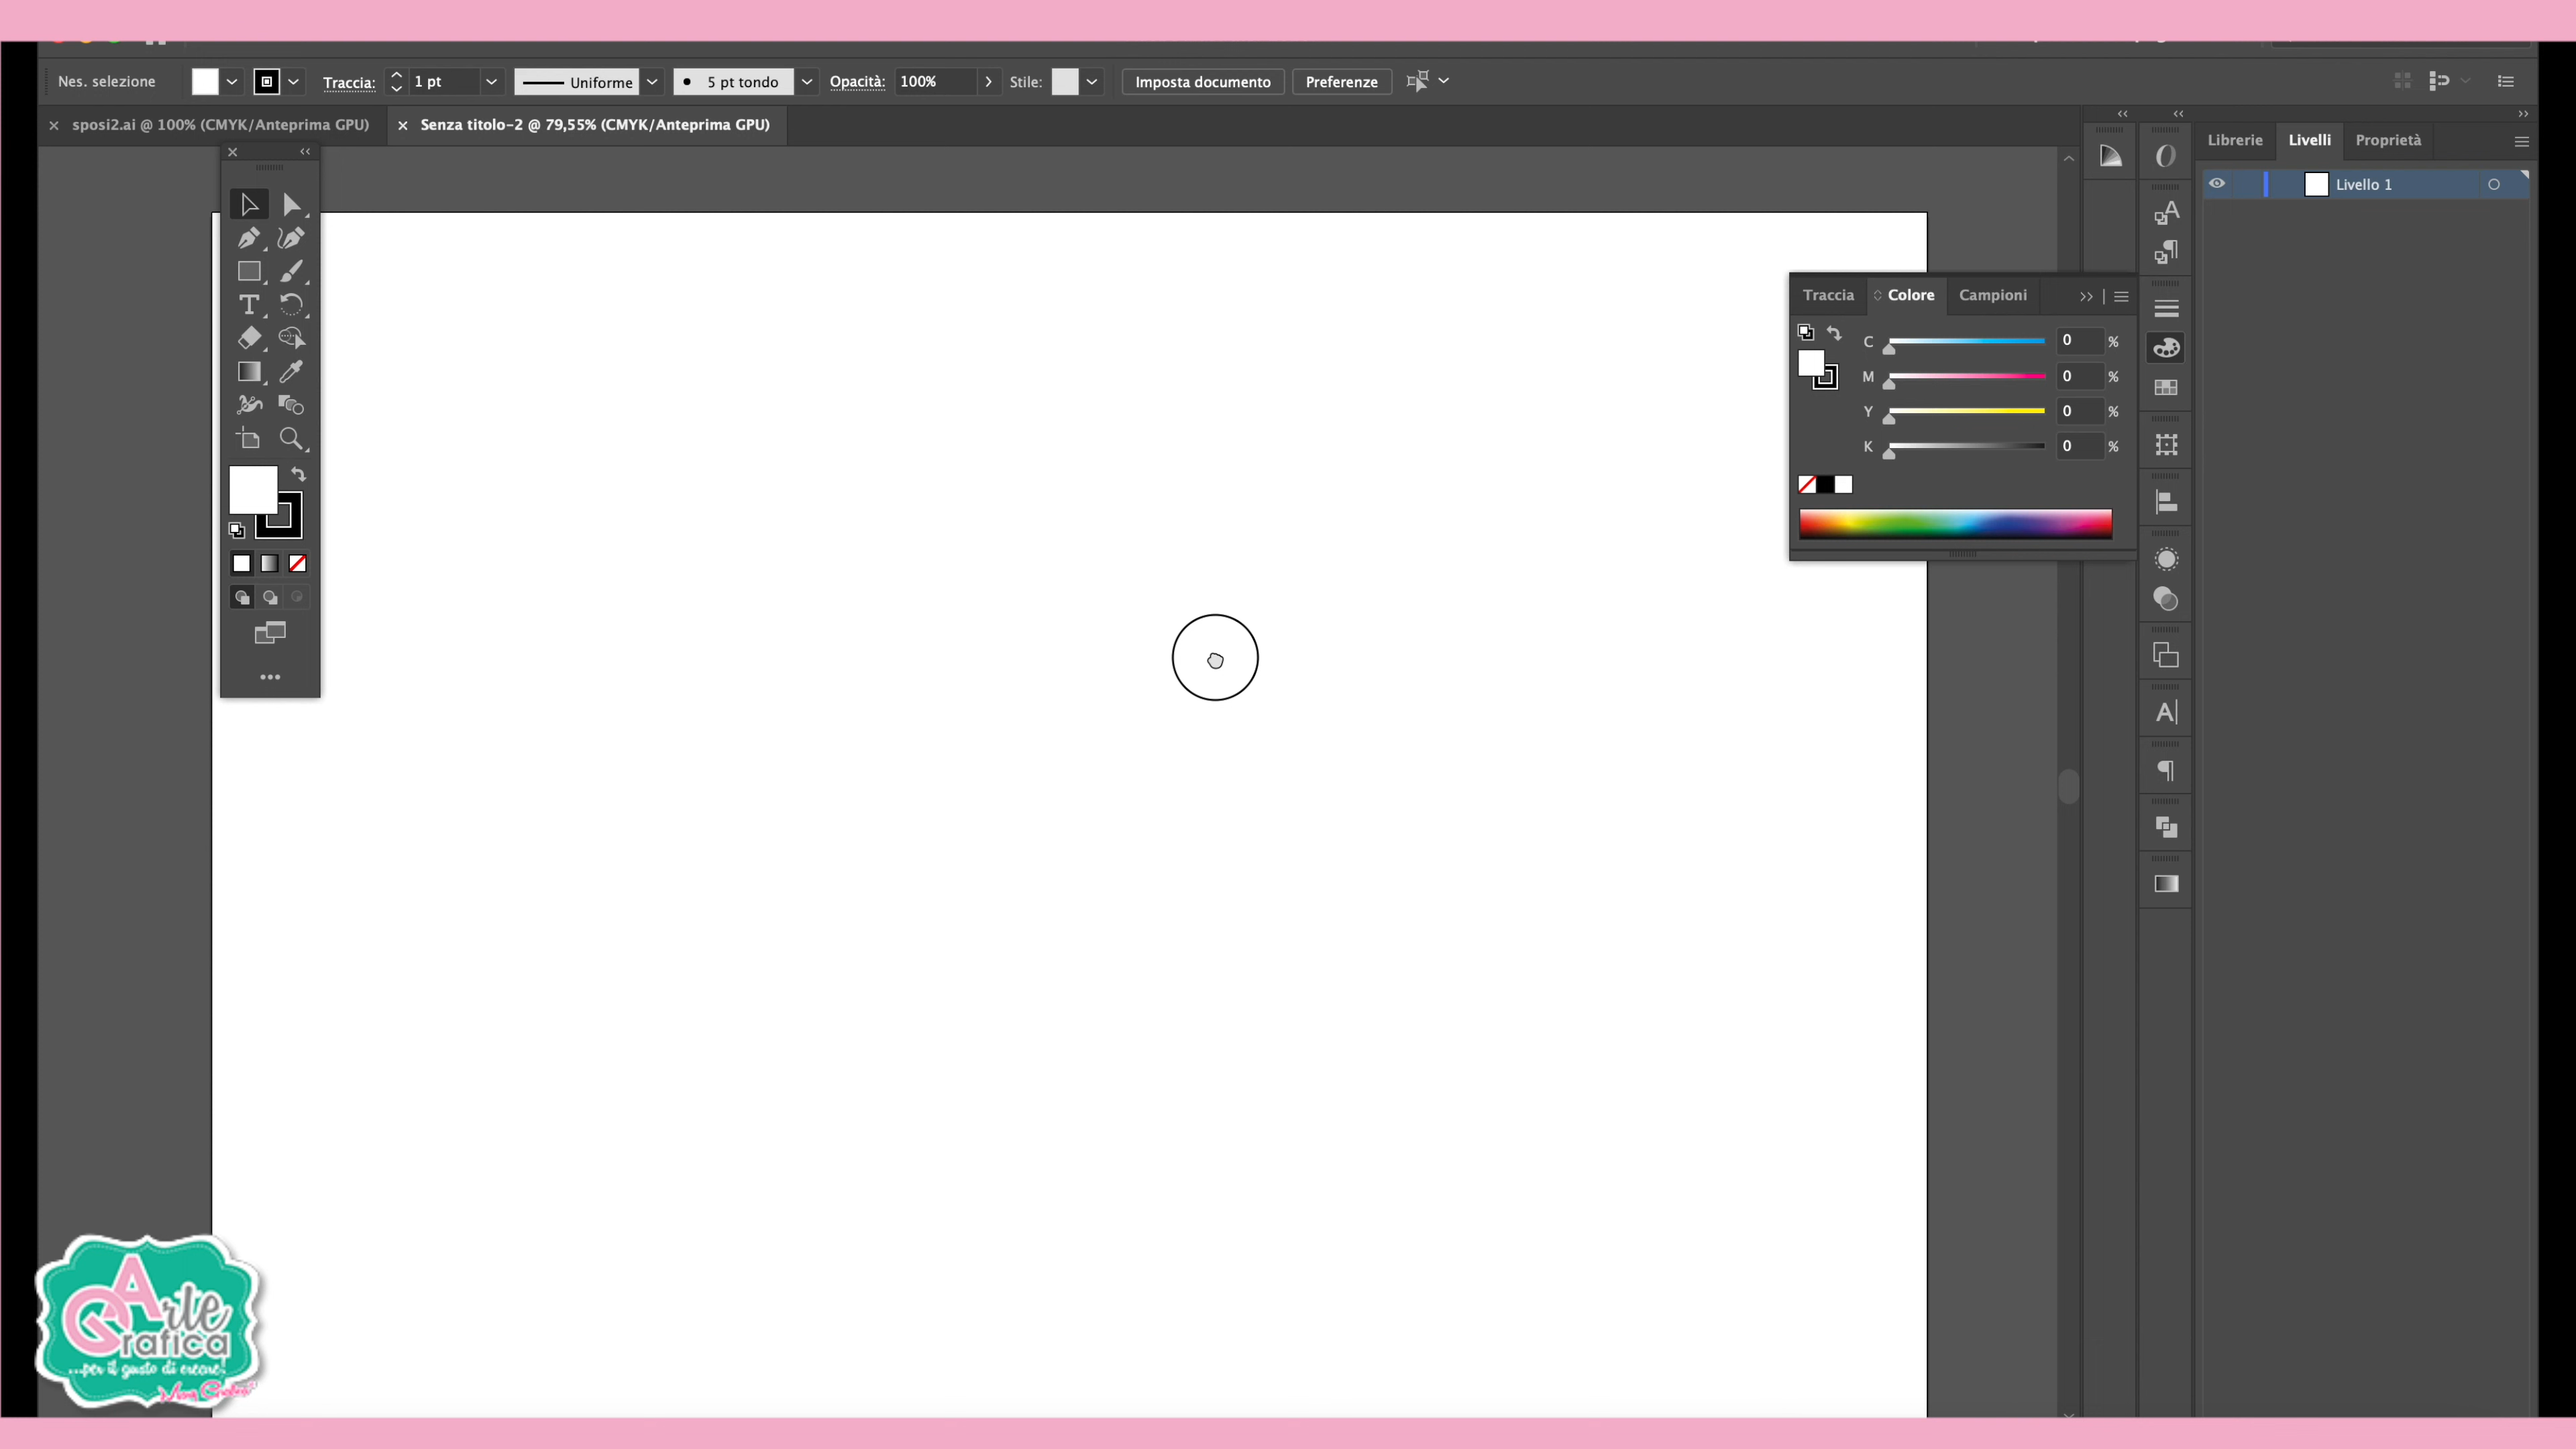 Nes. selezione
Traccia:
1 pt
Uniforme
5 pt tondo
Opacità:
100%
Stile:
Imposta documento
Preferenze
sposi2.ai @ 100% (CMYK/Anteprima GPU)
Senza titolo-2 @ 79,55% (CMYK/Anteprima GPU)
Librerie
Livelli
Proprietà
Livello 1
Traccia
Colore
Campioni
C
0
%
M
0
%
Y
0
%
K
0
%
Arte
Grafica
...per il gusto di creare!